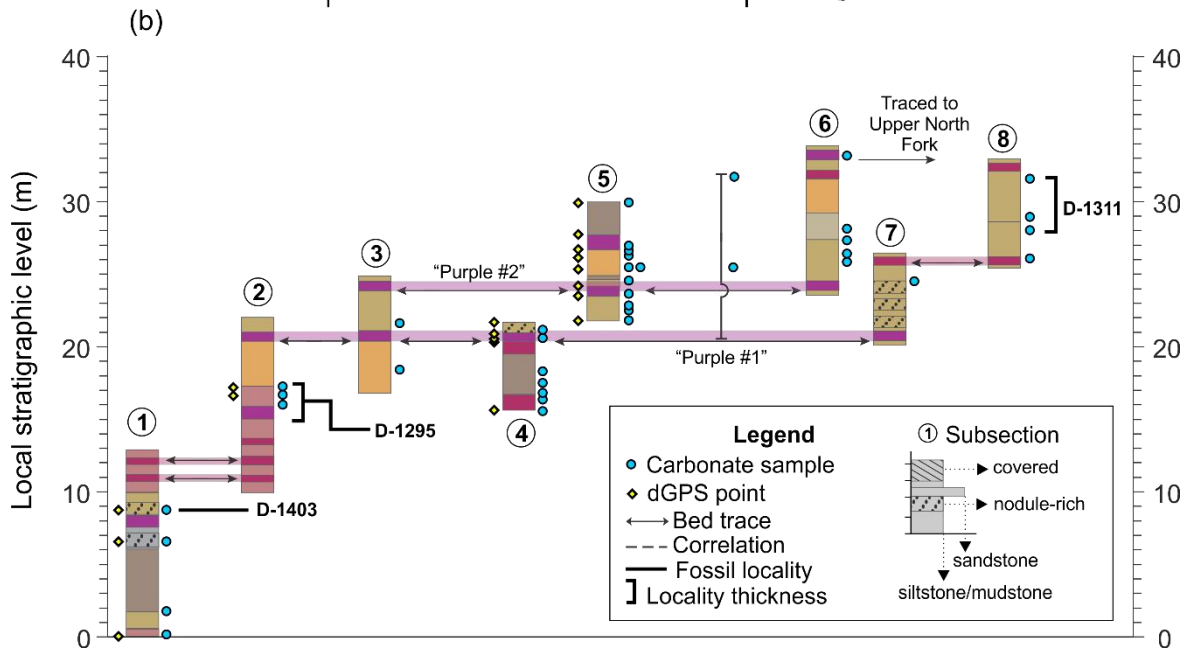 (b)
40
40
Traced to
Upper North
Fork
6
8
5
30
30
D-1311
7
3
"Purple #2"
2
20
20
"Purple #1"
1
4
D-1295
10
10
D-1403
0
0
Local stratigraphic level (m)
Legend
Carbonate sample
dGPS point
Bed trace
Correlation
Fossil locality
Locality thickness
1 Subsection
covered
nodule-rich
sandstone
siltstone/mudstone